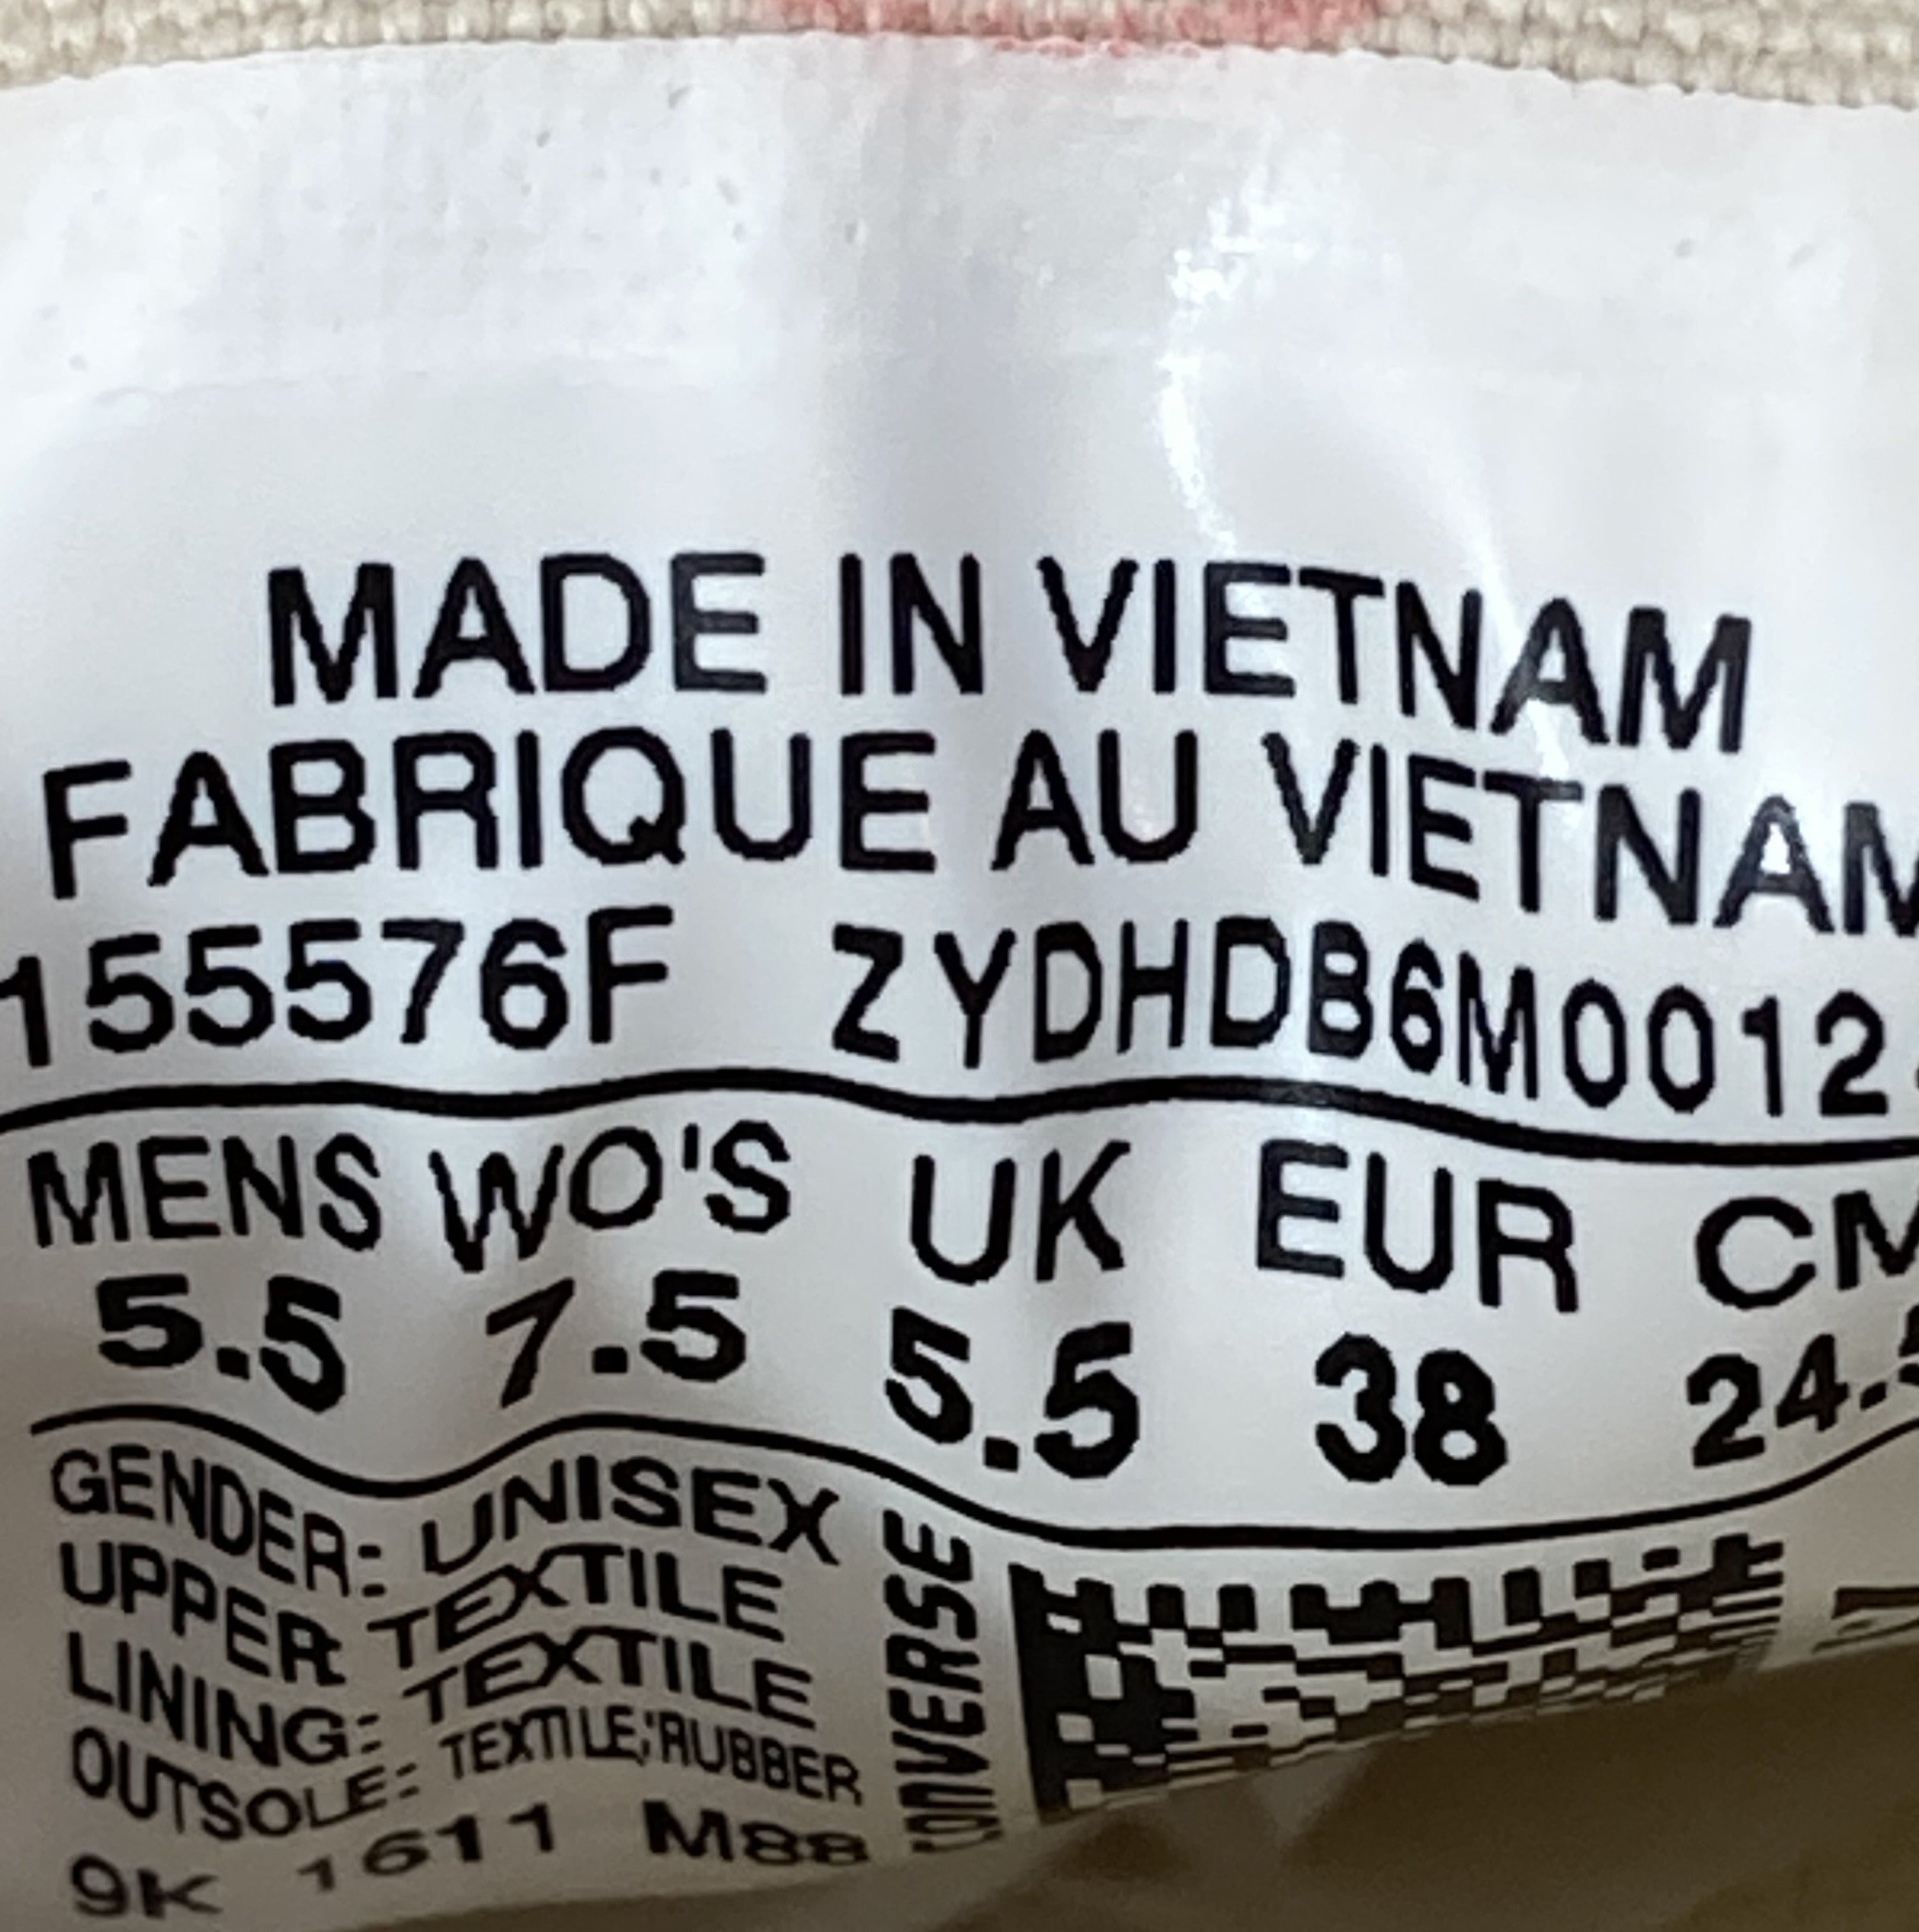 MADE IN VIETNAM
FABRIQUE AU VIETNAM
155576F ZYDHDB6M0012
MENS WO'S UK EUR CM
5.5 7.5 5.5 38 24.5
GENDER: UNISEX
UPPER TEXTILE
LINING: TEXTILE
OUTSOLE: TEXTILE;RUBBER
9K 1611 M88
CONVERSE